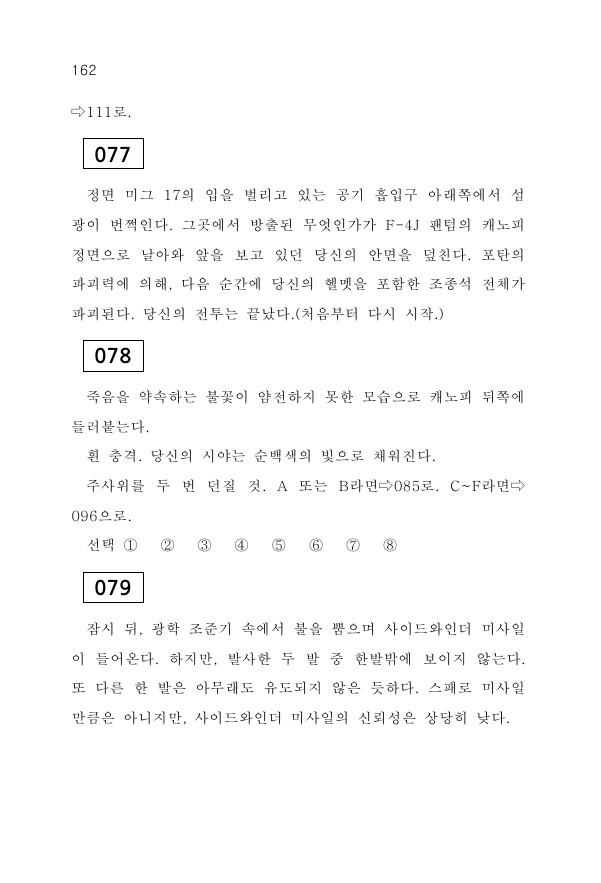 162
⇨111로.
077
정면 미그 17의 입을 벌리고 있는 공기 흡입구 아래쪽에서 섬
광이 번쩍인다. 그곳에서 방출된 무엇인가가 F-4J 팬텀의 캐노피
정면으로 날아와 앞을 보고 있던 당신의 안면을 덮친다. 포탄의
파괴력에 의해, 다음 순간에 당신의 헬멧을 포함한 조종석 전체가
파괴된다. 당신의 전투는 끝났다.(처음부터 다시 시작.)
078
죽음을 약속하는 불꽃이 얌전하지 못한 모습으로 캐노피 뒤쪽에
들러붙는다.
흰 충격. 당신의 시야는 순백색의 빛으로 채워진다.
주사위를 두 번 던질 것. A 또는 B라면⇨085로. C~F라면⇨
096으로.
선택 ① ② ③ ④ ⑤ ⑥ ⑦ ⑧
079
잠시 뒤, 광학 조준기 속에서 불을 뿜으며 사이드와인더 미사일
이 들어온다. 하지만, 발사한 두 발 중 한발밖에 보이지 않는다.
또 다른 한 발은 아무래도 유도되지 않은 듯하다. 스패로 미사일
만큼은 아니지만, 사이드와인더 미사일의 신뢰성은 상당히 낮다.